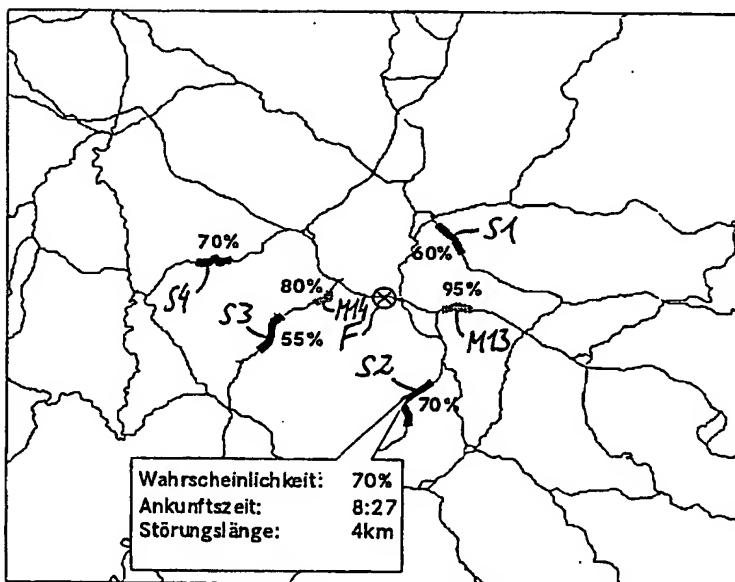 70%
S4
S1
60%
80%
M14
95%
M13
S3
55%
F
S2
70%
Wahrscheinlichkeit: 70%
Ankunftszeit: 8:27
Störungslänge: 4km